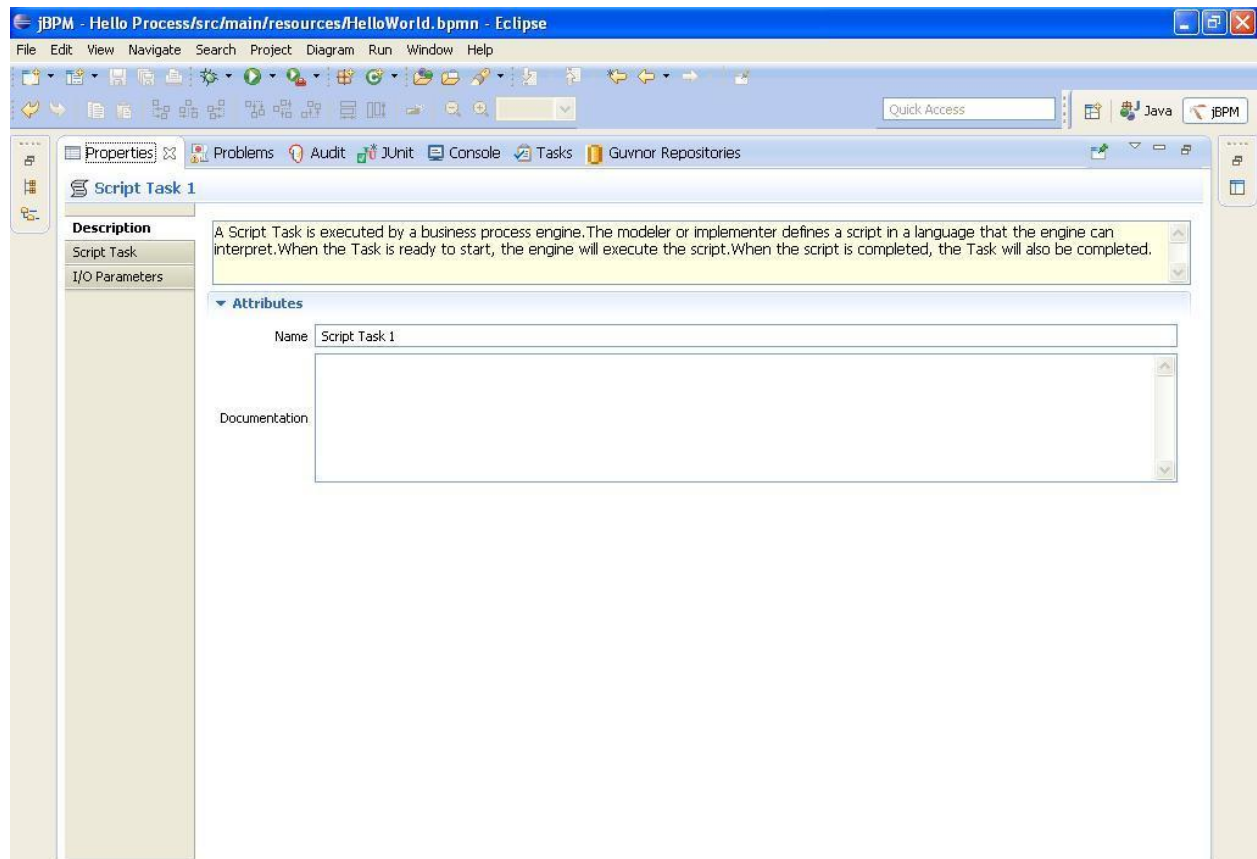 jBPM - Hello Process/src/main/resources/HelloWorld.bpmn - Eclipse
File Edit View Navigate Search Project Diagram Run Window Help
Quick Access
Java
jBPM
Properties Problems Audit JUnit Console Tasks Guvnor Repositories
Script Task 1
Description
Script Task
I/O Parameters
A Script Task is executed by a business process engine.The modeler or implementer defines a script in a language that the engine can
interpret.When the Task is ready to start, the engine will execute the script.When the script is completed, the Task will also be completed.
Attributes
Name Script Task 1
Documentation